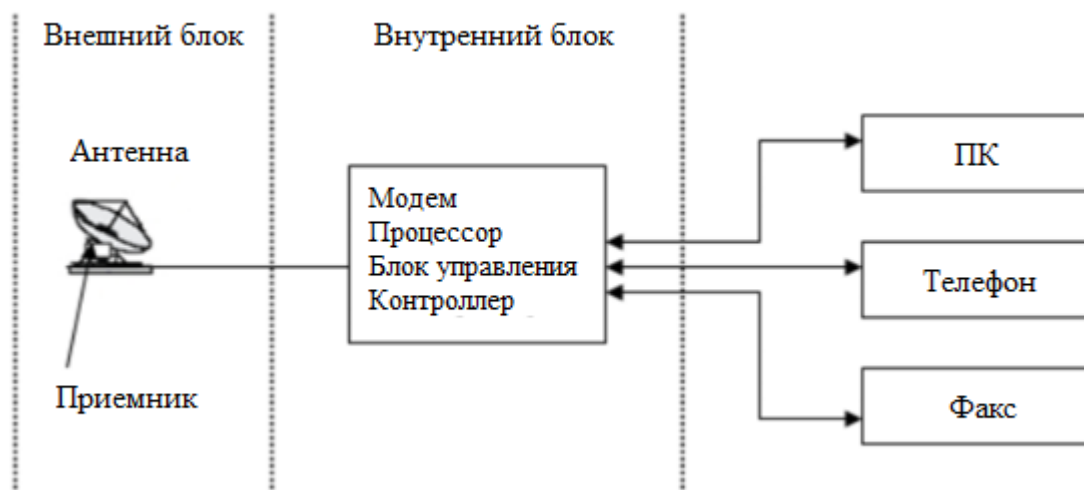 Внешний блок
Внутренний блок
Антенна
Приемник
Модем
Процессор
Блок управления
Контроллер
ПК
Телефон
Факс